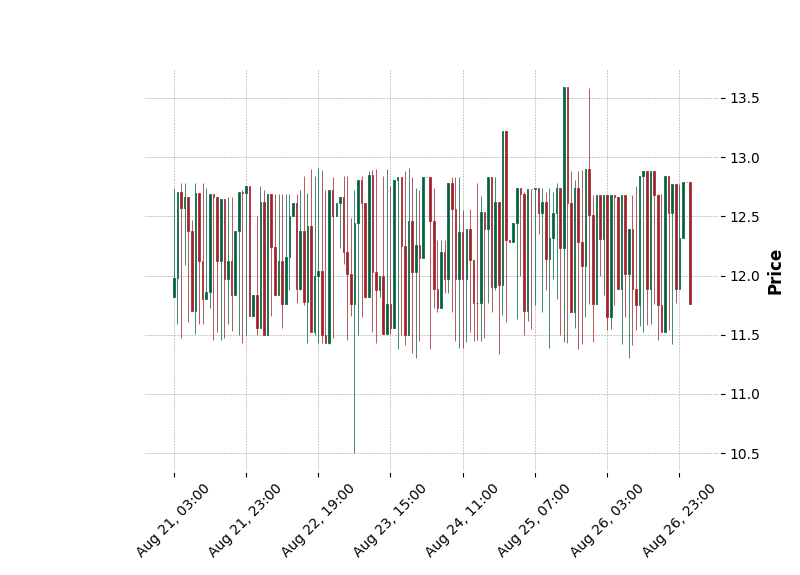 13.5
13.0
12.5
12.0
11.5
11.0
10.5
Price
Aug 21, 03:00
Aug 21, 23:00
Aug 22, 19:00
Aug 23, 15:00
Aug 24, 11:00
Aug 25, 07:00
Aug 26, 03:00
Aug 26, 23:00